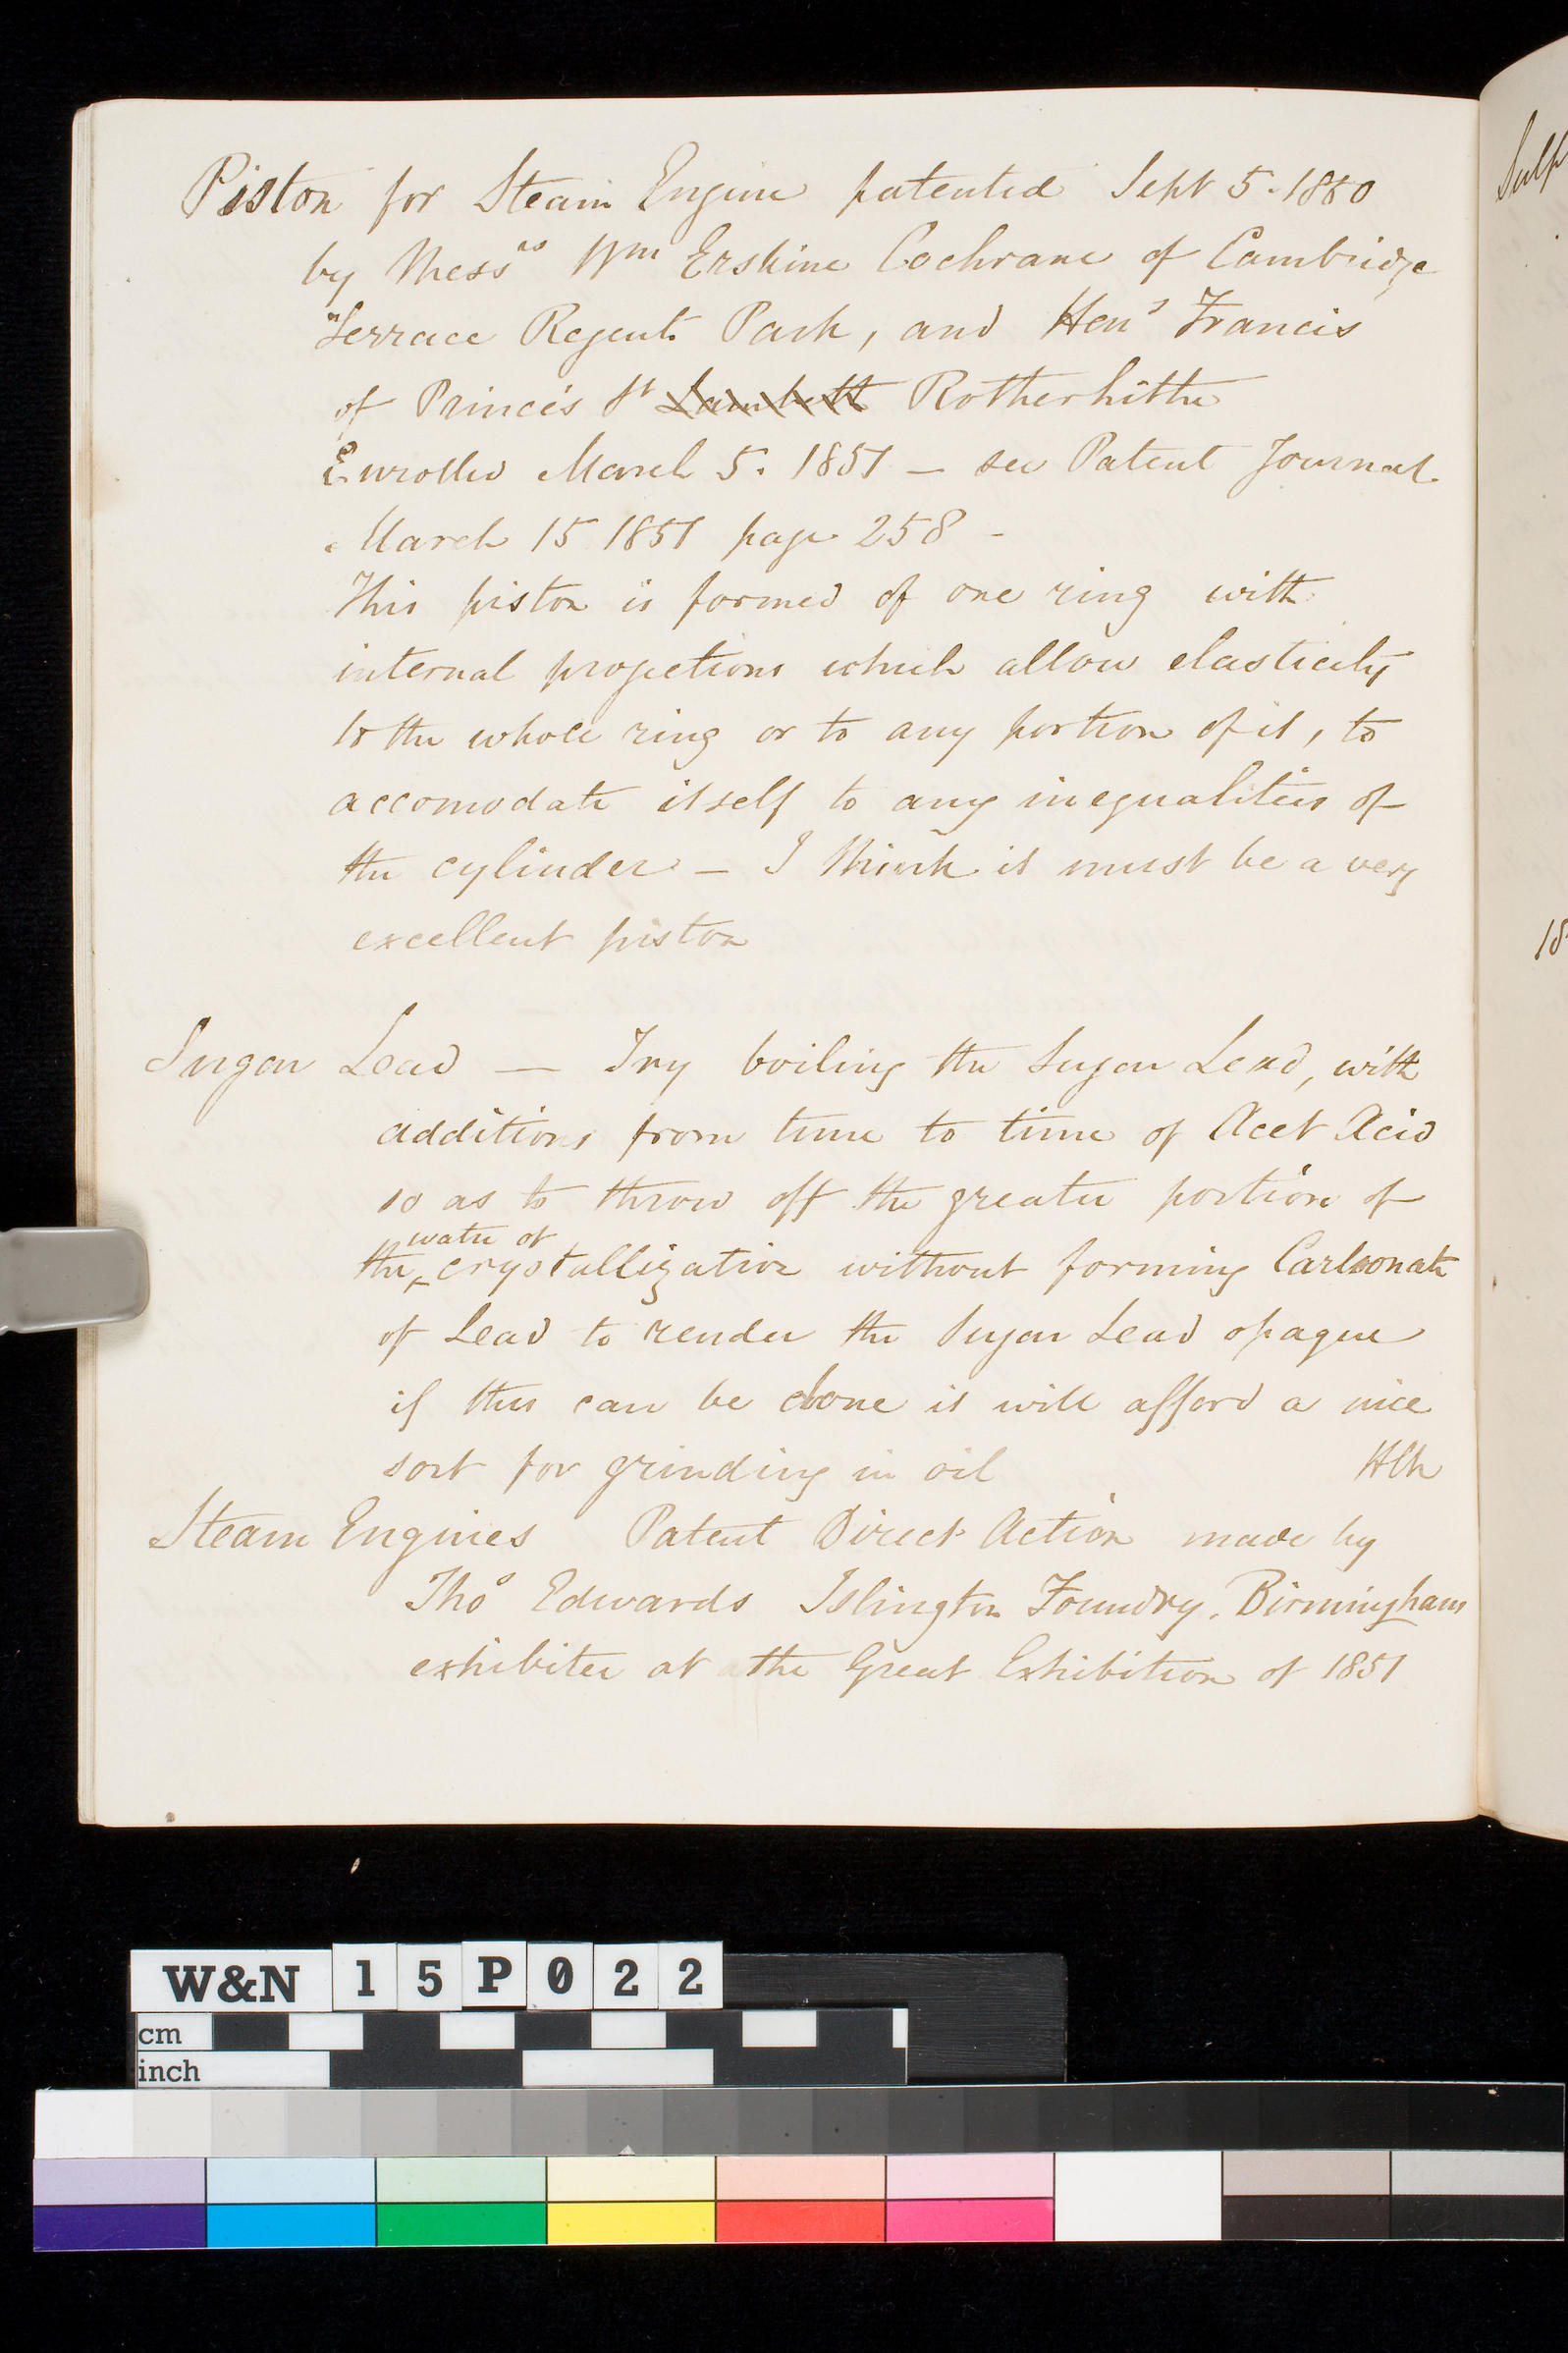 Piston for Steam Engine patented Sept 5. 1850
by Mess.rs Wm Erskine Cochrane of Cambridge
Terrace Regents Park, and Hen.y Francis
of Princes St Lambeth Rotherhithe
Enrolled March 5. 1851 – see Patent Journal
March 15 1851 page 258 –
This piston is formed of one ring with
internal projections which allow elasticity
to the whole ring or to any portion of it, to
accomodate itself to any inequalities of
the cylinder – I think it must be a very
excellent piston
Sugar Lead — Try boiling the Sugar Lead, with
additions from time to time of Acet Acid
so as to throw off the greater portion of
water of
the crystallization without forming Carbonate
of Lead to render the Sugar Lead opaque
if this can be done it will afford a nice
sort for grinding in oil
Steam Engines Patent Direct Action made by
Thos Edwards Islington Foundry, Birmingham
exhibited at the Great Exhibition of 1851
Sulp
18
W&N 15P022
cm
inch